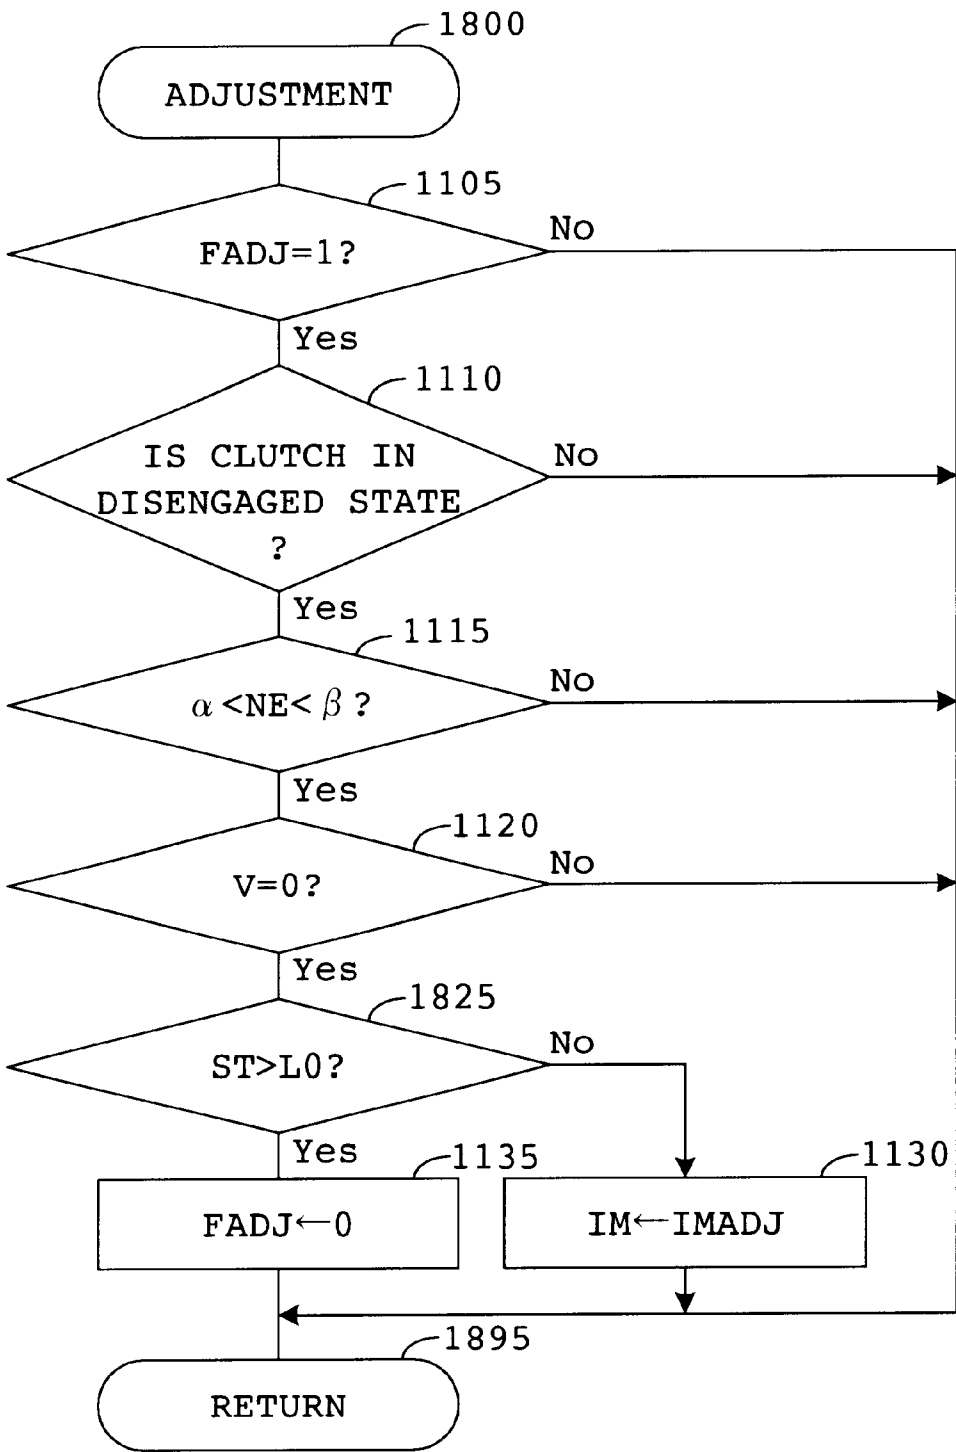 1800
ADJUSTMENT
1105
FADJ=1?
No
Yes
1110
IS CLUTCH IN
DISENGAGED STATE
?
No
Yes
1115
α<NE<β?
No
Yes
1120
V=0?
No
Yes
1825
ST>L0?
No
Yes
1135
FADJ←0
1130
IM←IMADJ
1895
RETURN